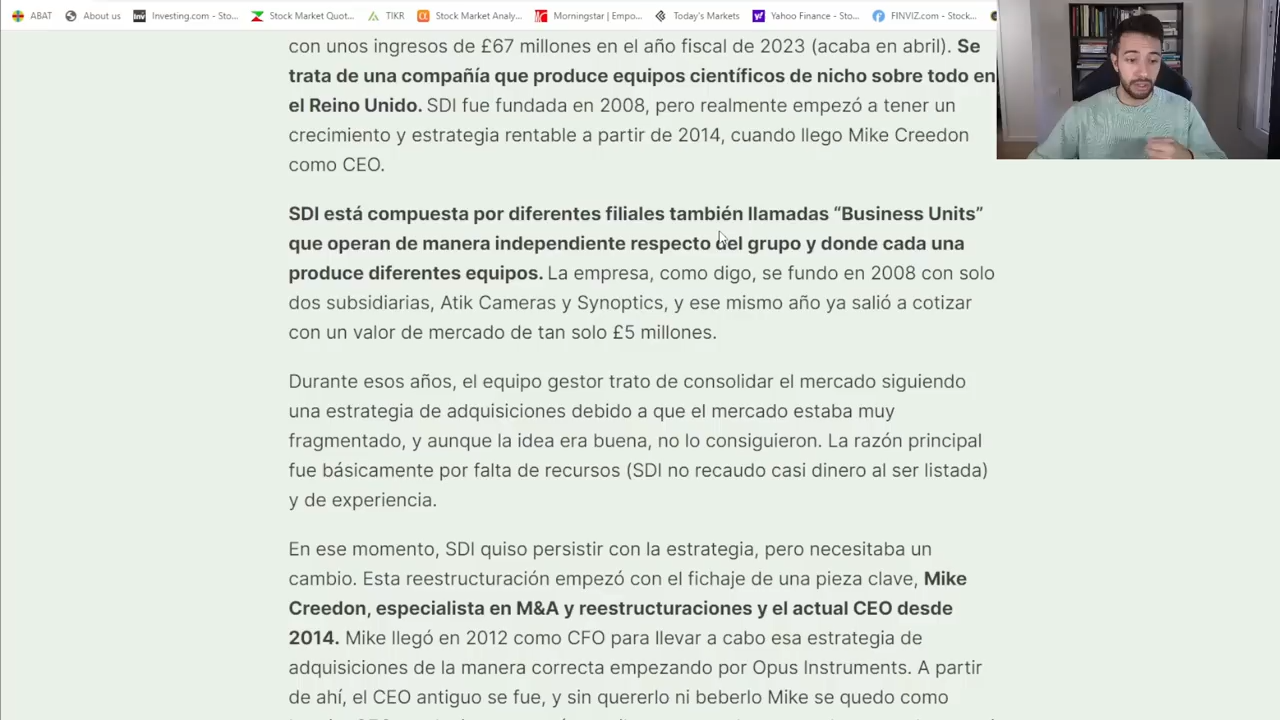 ABAT About us Investing.com - Sto... Stock Market Quot... TIKR Stock Market Analy... Morningstar | Empo... Today's Markets Yahoo Finance - Sto... FINVIZ.com - Stock...
con unos ingresos de £67 millones en el año fiscal de 2023 (acaba en abril). Se
trata de una compañía que produce equipos científicos de nicho sobre todo en
el Reino Unido. SDI fue fundada en 2008, pero realmente empezó a tener un
crecimiento y estrategia rentable a partir de 2014, cuando llego Mike Creedon
como CEO.
SDI está compuesta por diferentes filiales también llamadas “Business Units”
que operan de manera independiente respecto del grupo y donde cada una
produce diferentes equipos. La empresa, como digo, se fundo en 2008 con solo
dos subsidiarias, Atik Cameras y Synoptics, y ese mismo año ya salió a cotizar
con un valor de mercado de tan solo £5 millones.
Durante esos años, el equipo gestor trato de consolidar el mercado siguiendo
una estrategia de adquisiciones debido a que el mercado estaba muy
fragmentado, y aunque la idea era buena, no lo consiguieron. La razón principal
fue básicamente por falta de recursos (SDI no recaudo casi dinero al ser listada)
y de experiencia.
En ese momento, SDI quiso persistir con la estrategia, pero necesitaba un
cambio. Esta reestructuración empezó con el fichaje de una pieza clave, Mike
Creedon, especialista en M&A y reestructuraciones y el actual CEO desde
2014. Mike llegó en 2012 como CFO para llevar a cabo esa estrategia de
adquisiciones de la manera correcta empezando por Opus Instruments. A partir
de ahí, el CEO antiguo se fue, y sin quererlo ni beberlo Mike se quedo como